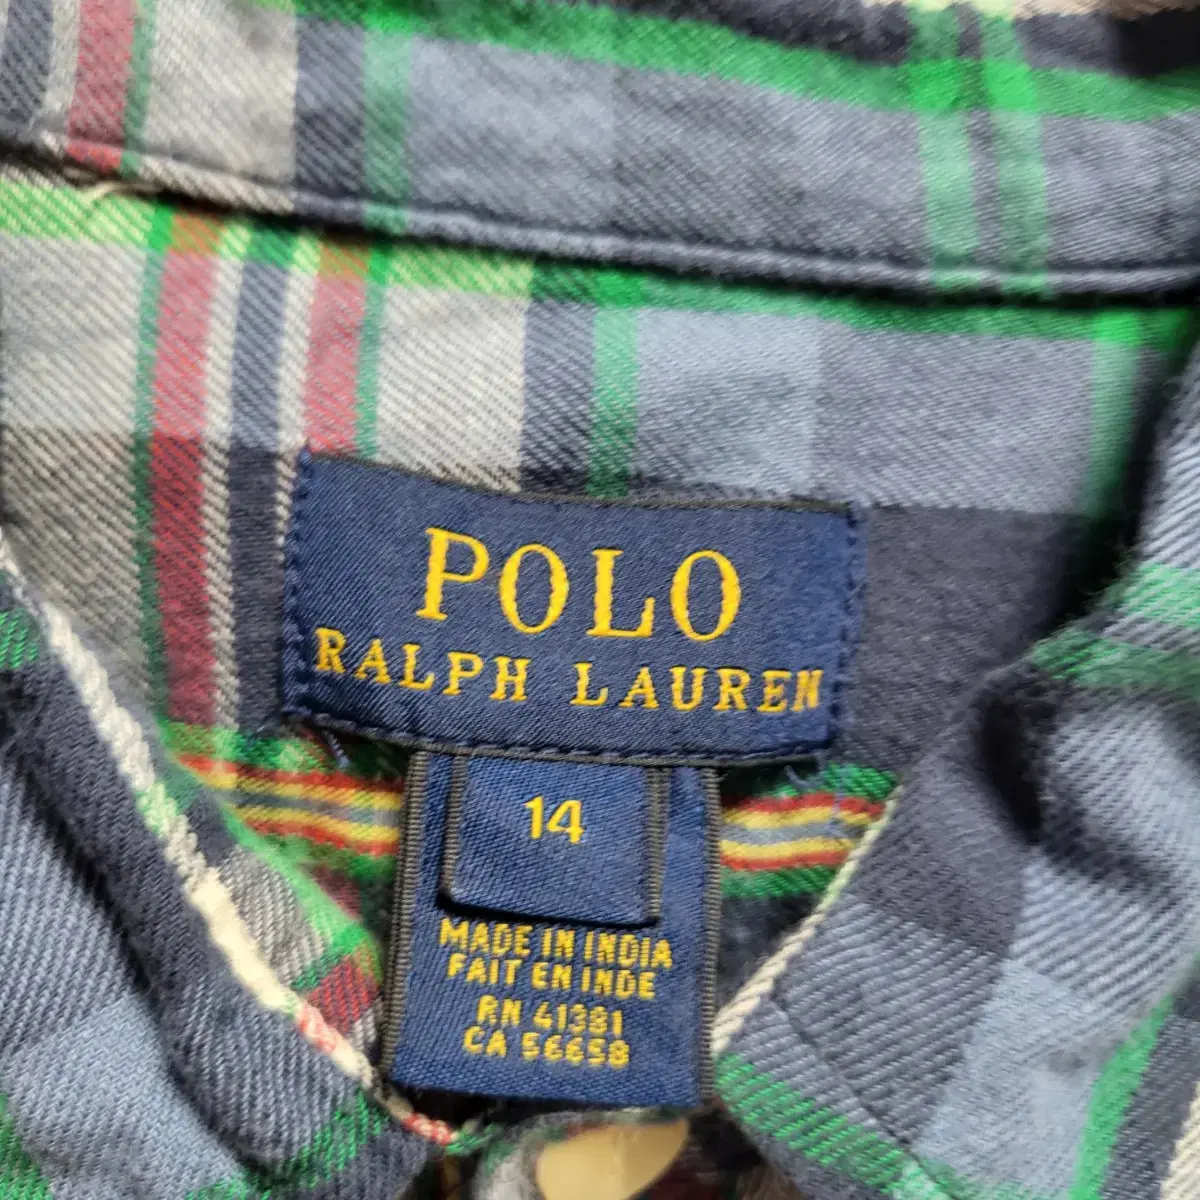 POLO
RALPH LAUREN
14
MADE IN INDIA
FAIT EN INDE
RN 41381
CA 56658